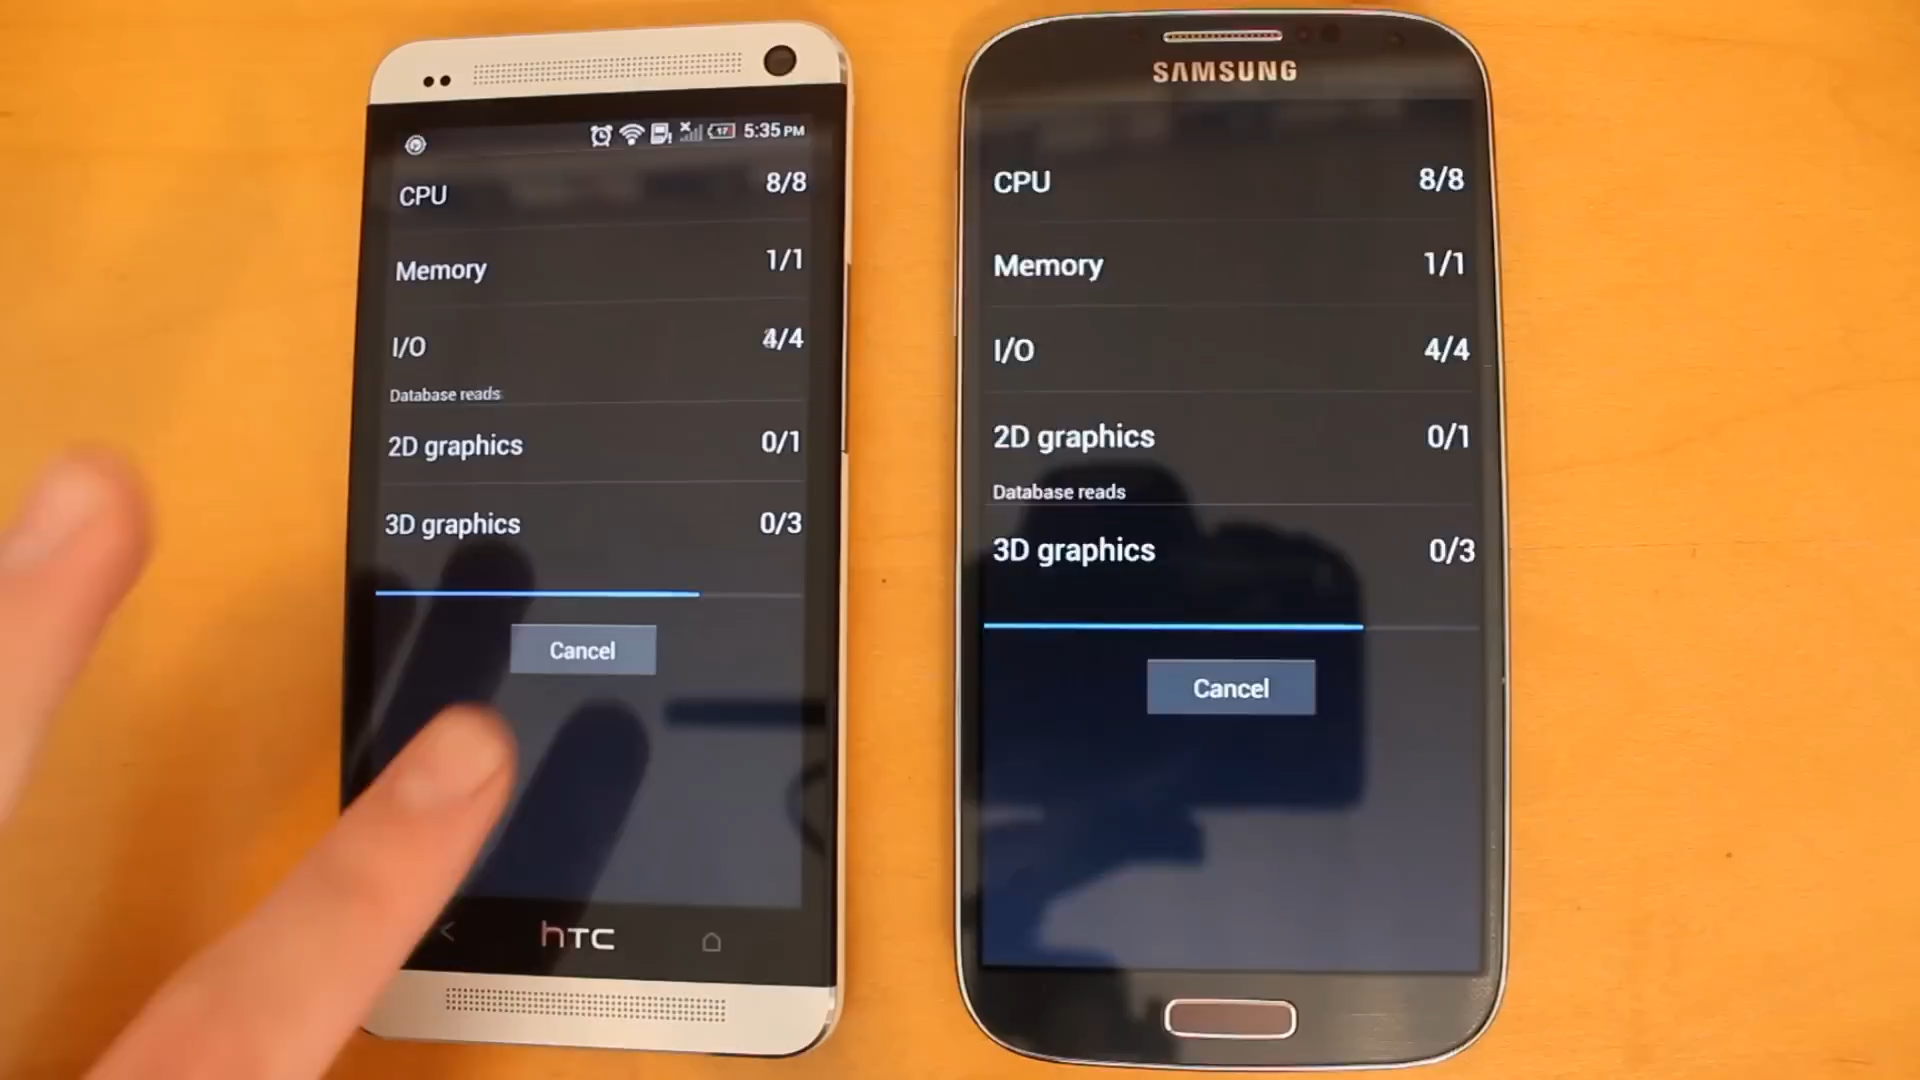 17 5:35 PM
CPU 8/8
Memory 1/1
I/O 4/4
Database reads
2D graphics 0/1
3D graphics 0/3
Cancel
hTC
SAMSUNG
CPU 8/8
Memory 1/1
I/O 4/4
2D graphics 0/1
Database reads
3D graphics 0/3
Cancel